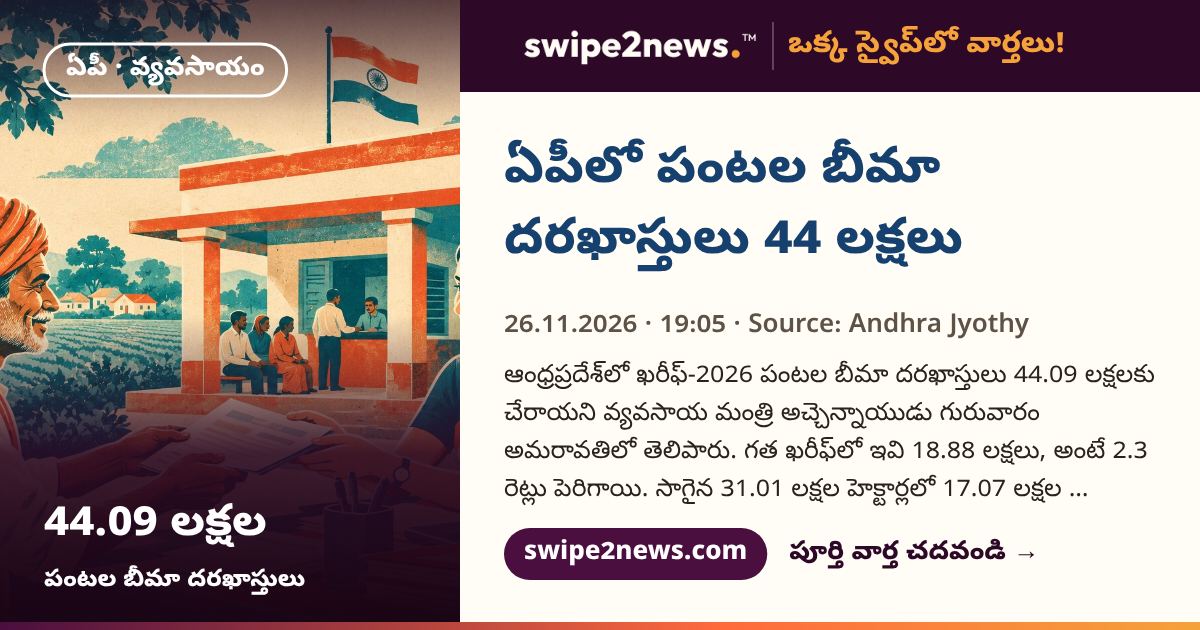 ఏపీ · వ్యవసాయం
swipe2news.™
ఒక్క స్వైప్‌లో వార్తలు!
ఏపీలో పంటల బీమా
దరఖాస్తులు 44 లక్షలు
26.11.2026 · 19:05 · Source: Andhra Jyothy
ఆంధ్రప్రదేశ్‌లో ఖరీఫ్-2026 పంటల బీమా దరఖాస్తులు 44.09 లక్షలకు
చేరాయని వ్యవసాయ మంత్రి అచ్చెన్నాయుడు గురువారం
అమరావతిలో తెలిపారు. గత ఖరీఫ్‌లో ఇవి 18.88 లక్షలు, అంటే 2.3
రెట్లు పెరిగాయి. సాగైన 31.01 లక్షల హెక్టార్లలో 17.07 లక్షల ...
44.09 లక్షల
పంటల బీమా దరఖాస్తులు
swipe2news.com
పూర్తి వార్త చదవండి →